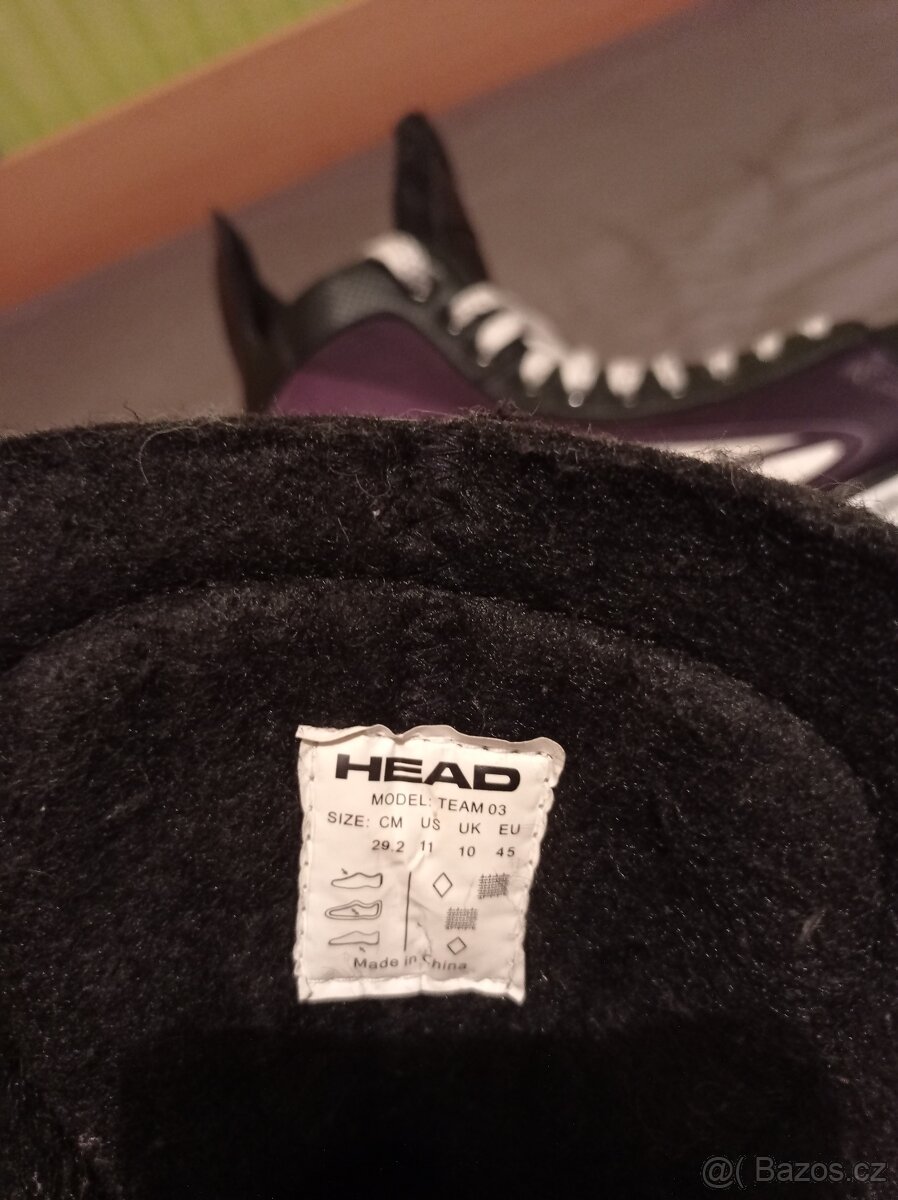 HEAD
MODEL: TEAM 03
SIZE: CM US UK EU
29.2 11 10 45
Made in China
@( Bazos.cz